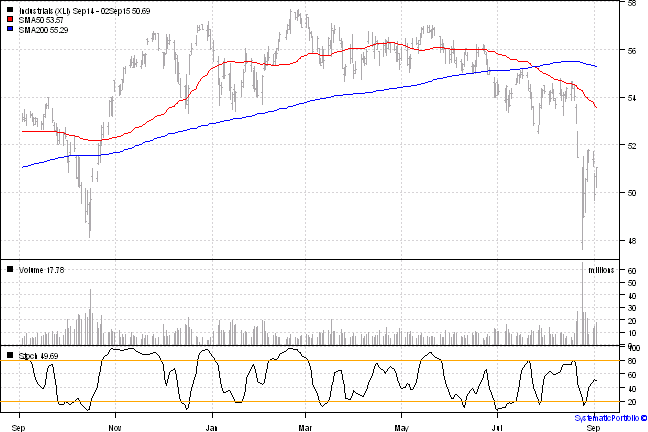 Industrials (XLI) Sep14 - 02Sep15 50.69
SMA50 53.57
SMA200 55.29
58
56
54
52
50
48
Volume 17.78
millions
60
50
40
30
20
10
0
Stoch 49.69
100
80
60
40
20
Sep
Nov
Jan
Mar
May
Jul
Sep
SystematicPortfolio ©